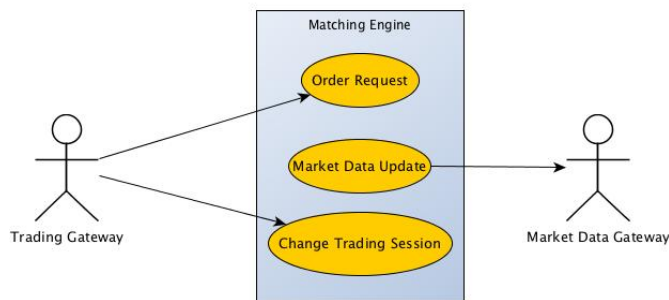 Matching Engine
Order Request
Market Data Update
Change Trading Session
Trading Gateway
Market Data Gateway